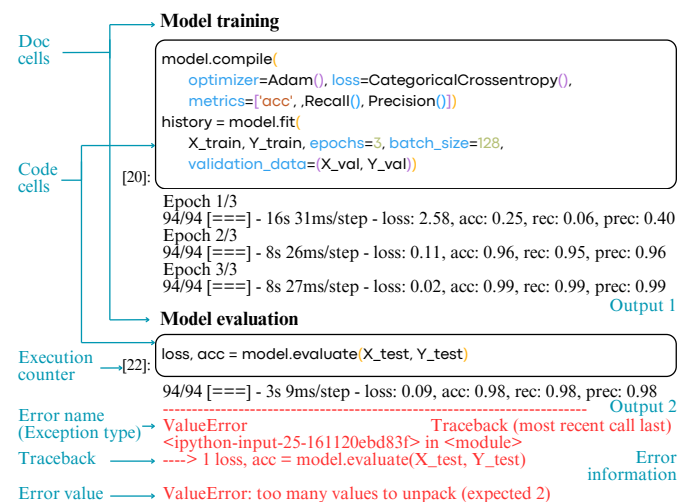 Model training
Doc
cells
model.compile(
optimizer=Adam(), loss=CategoricalCrossentropy(),
metrics=['acc', ,Recall(), Precision()])
history = model.fit(
X_train, Y_train, epochs=3, batch_size=128,
validation_data=(X_val, Y_val))
Code
cells
[20]:
Epoch 1/3
94/94 [===] - 16s 31ms/step - loss: 2.58, acc: 0.25, rec: 0.06, prec: 0.40
Epoch 2/3
94/94 [===] - 8s 26ms/step - loss: 0.11, acc: 0.96, rec: 0.95, prec: 0.96
Epoch 3/3
94/94 [===] - 8s 27ms/step - loss: 0.02, acc: 0.99, rec: 0.99, prec: 0.99
Output 1
Model evaluation
Execution
counter
[22]:
loss, acc = model.evaluate(X_test, Y_test)
94/94 [===] - 3s 9ms/step - loss: 0.09, acc: 0.98, rec: 0.98, prec: 0.98
Output 2
---------------------------------------------------------------------------
Error name
(Exception type)
ValueError Traceback (most recent call last)
<ipython-input-25-161120ebd83f> in <module>
Traceback
----> 1 loss, acc = model.evaluate(X_test, Y_test)
Error
information
Error value
ValueError: too many values to unpack (expected 2)